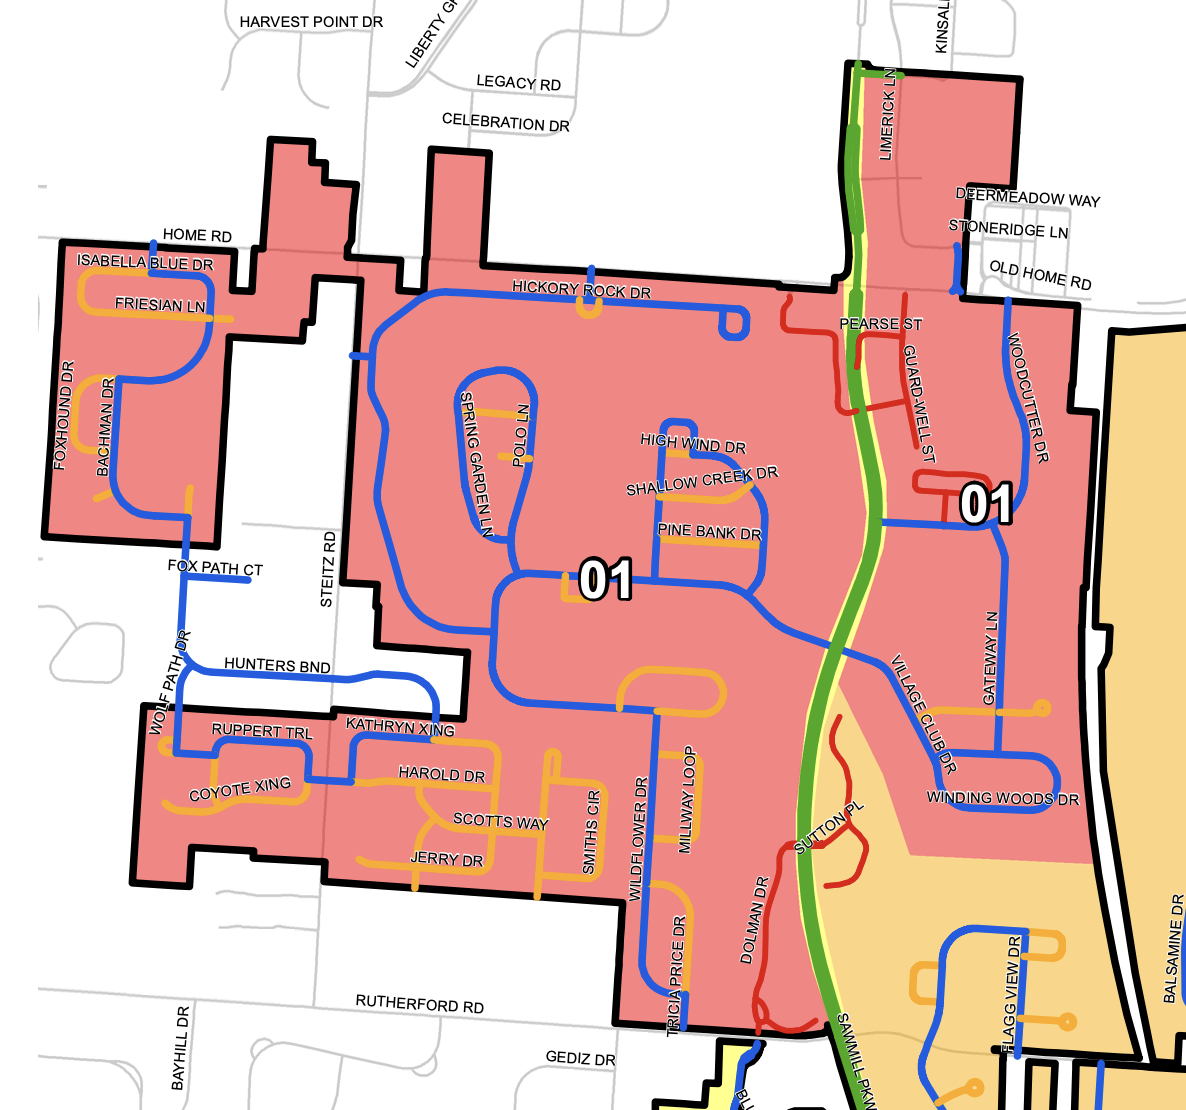 HARVEST POINT DR
LIBERTY GR
KINSAL
LEGACY RD
CELEBRATION DR
LIMERICK LN
DEERMEADOW WAY
STONERIDGE LN
OLD HOME RD
HOME RD
ISABELLA BLUE DR
FRIESIAN LN
HICKORY ROCK DR
PEARSE ST
GUARD-WELL ST
WOODCUTTER DR
FOXHOUND DR
BACHMAN DR
SPRING GARDEN LN
POLO LN
HIGH WIND DR
SHALLOW CREEK DR
PINE BANK DR
01
01
FOX PATH CT
STEITZ RD
WOLF PATH DR
HUNTERS BND
GATEWAY LN
VILLAGE CLUB DR
RUPPERT TRL
KATHRYN XING
COYOTE XING
HAROLD DR
SCOTTS WAY
JERRY DR
SMITHS CIR
WILDFLOWER DR
MILLWAY LOOP
WINDING WOODS DR
SUTTON PL
DOLMAN DR
TRICIA PRICE DR
FLAGG VIEW DR
BALSAMINE DR
RUTHERFORD RD
BAYHILL DR
GEDIZ DR
SAWMILL PKW
BLU